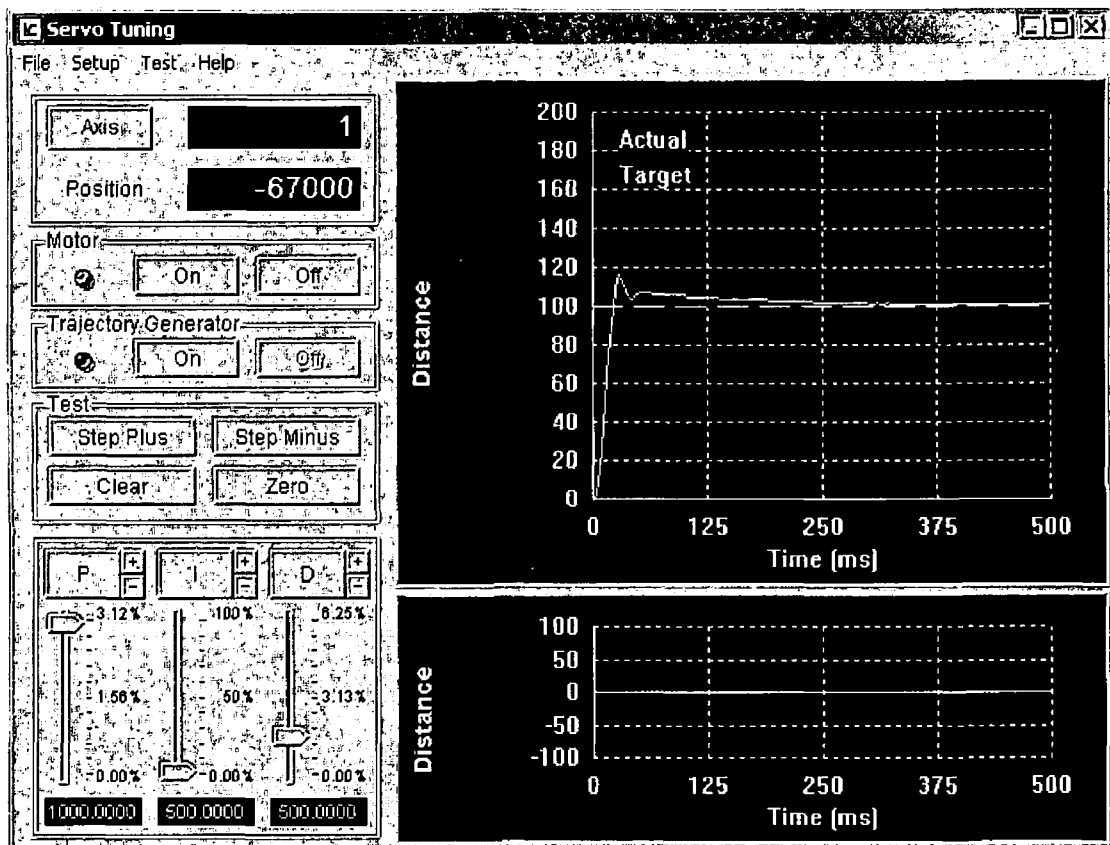 Servo Tuning
File Setup Test Help
Axis 1
Position -67000
Motor
On Off
Trajectory Generator
On Off
Test
Step Plus Step Minus
Clear Zero
P + - I + - D + -
3.12% 100% 6.25%
1.56% 50% 3.13%
0.00% 0.00% 0.00%
1000.0000 500.0000 500.0000
Distance
200
180
160
140
120
100
80
60
40
20
0
Actual
Target
0 125 250 375 500
Time (ms)
Distance
100
50
0
-50
-100
0 125 250 375 500
Time (ms)